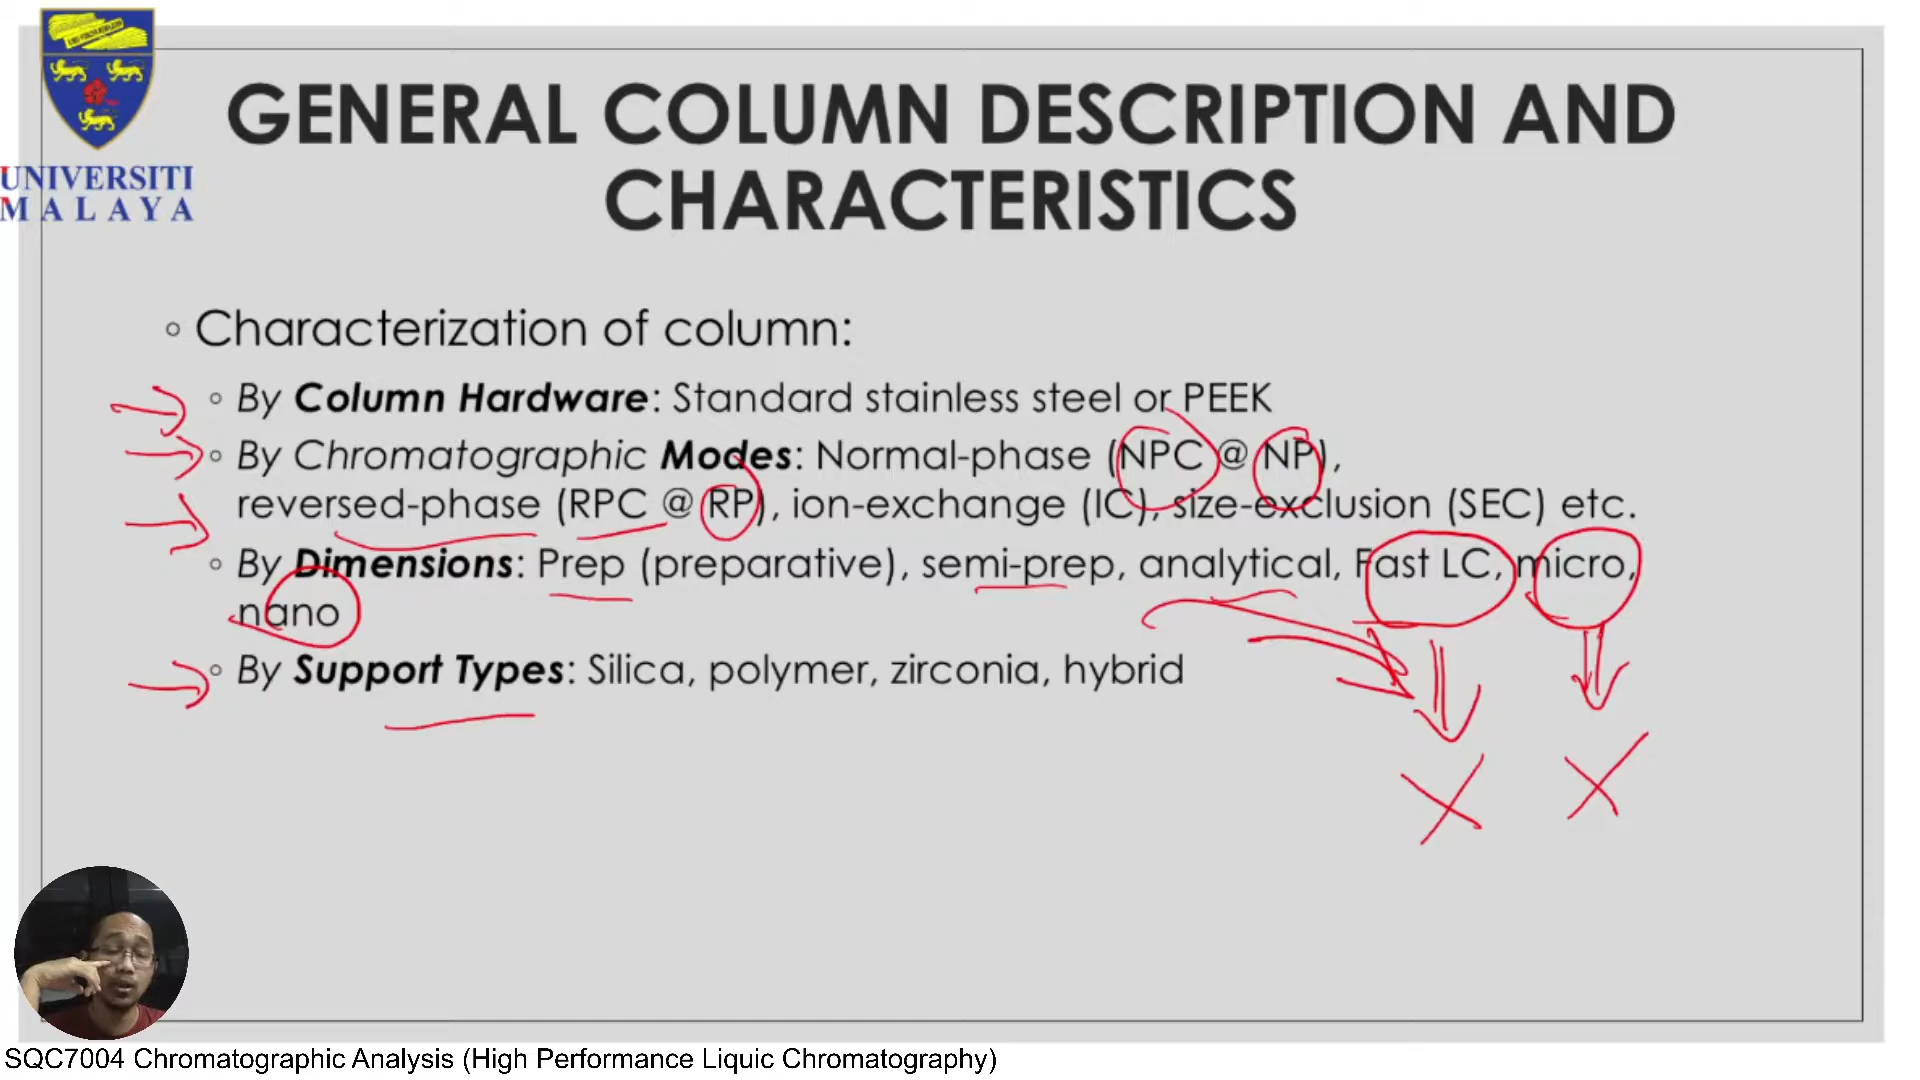 UNIVERSITI
MALAYA
GENERAL COLUMN DESCRIPTION AND
CHARACTERISTICS
Characterization of column:
By Column Hardware: Standard stainless steel or PEEK
By Chromatographic Modes: Normal-phase (NPC @ NP),
reversed-phase (RPC @ RP), ion-exchange (IC), size-exclusion (SEC) etc.
By Dimensions: Prep (preparative), semi-prep, analytical, Fast LC, micro,
nano
By Support Types: Silica, polymer, zirconia, hybrid
SQC7004 Chromatographic Analysis (High Performance Liquic Chromatography)